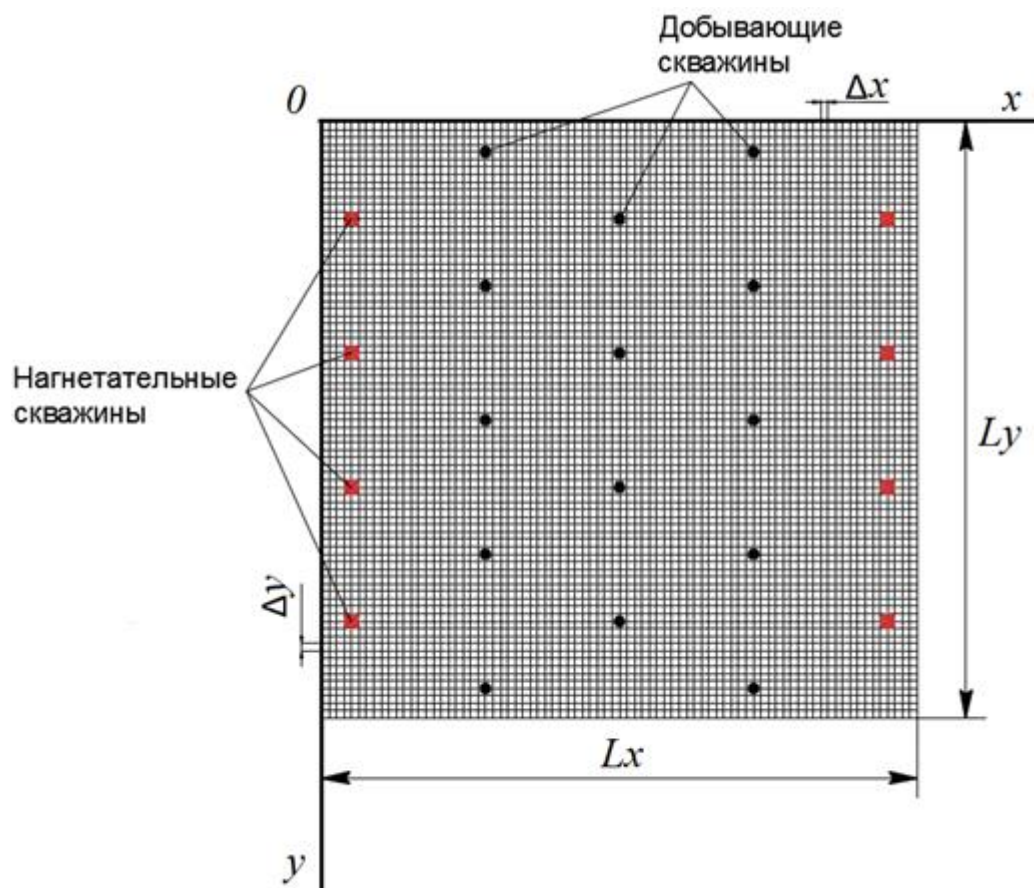 Добывающие
скважины
0
Δx
x
Нагнетательные
скважины
Ly
Δy
Lx
y